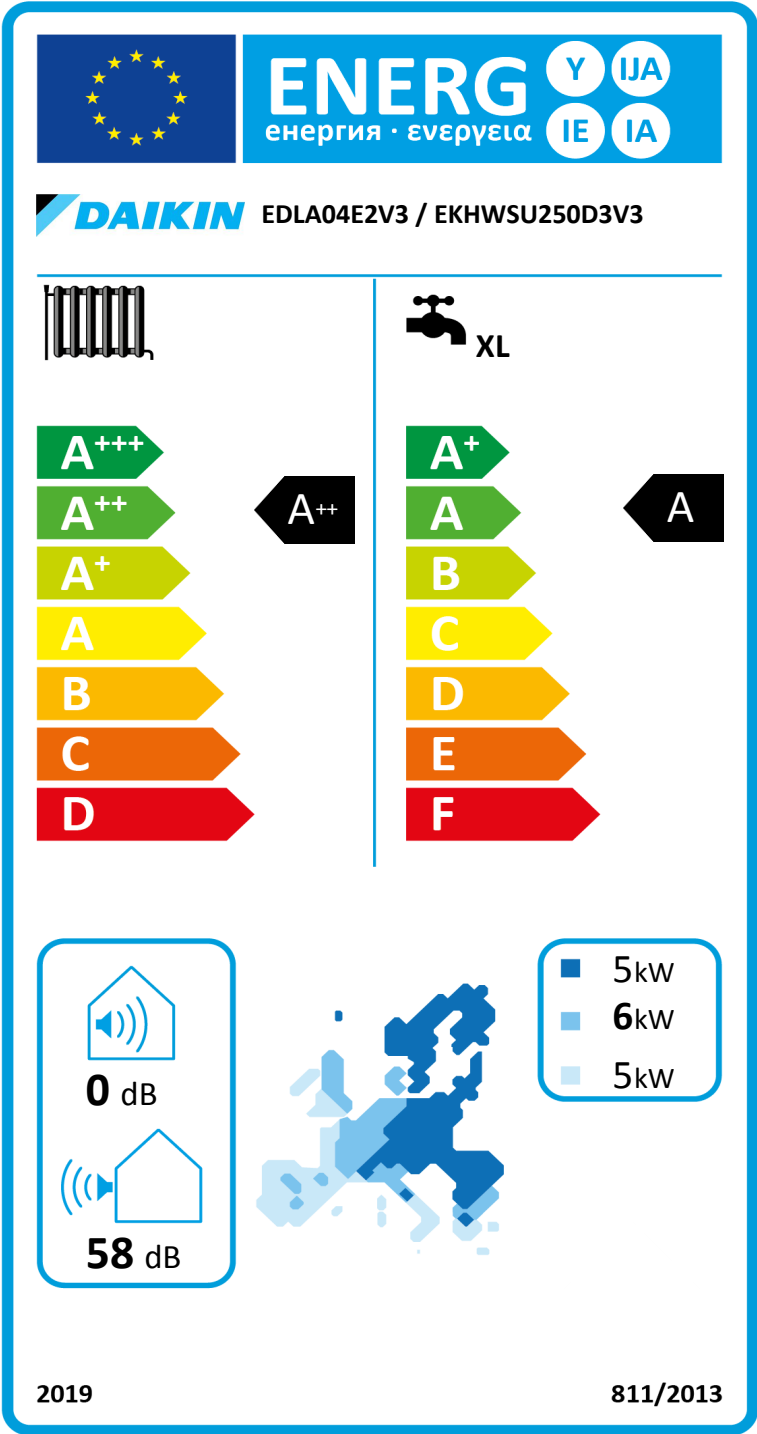 ENERG Y IJA
енергия · ενεργεια IE IA
DAIKIN EDLA04E2V3 / EKHWSU250D3V3
XL
A+++
A++
A+
A
B
C
D
A++
A+
A
B
C
D
E
F
A
0 dB
58 dB
5kW
6kW
5kW
2019
811/2013